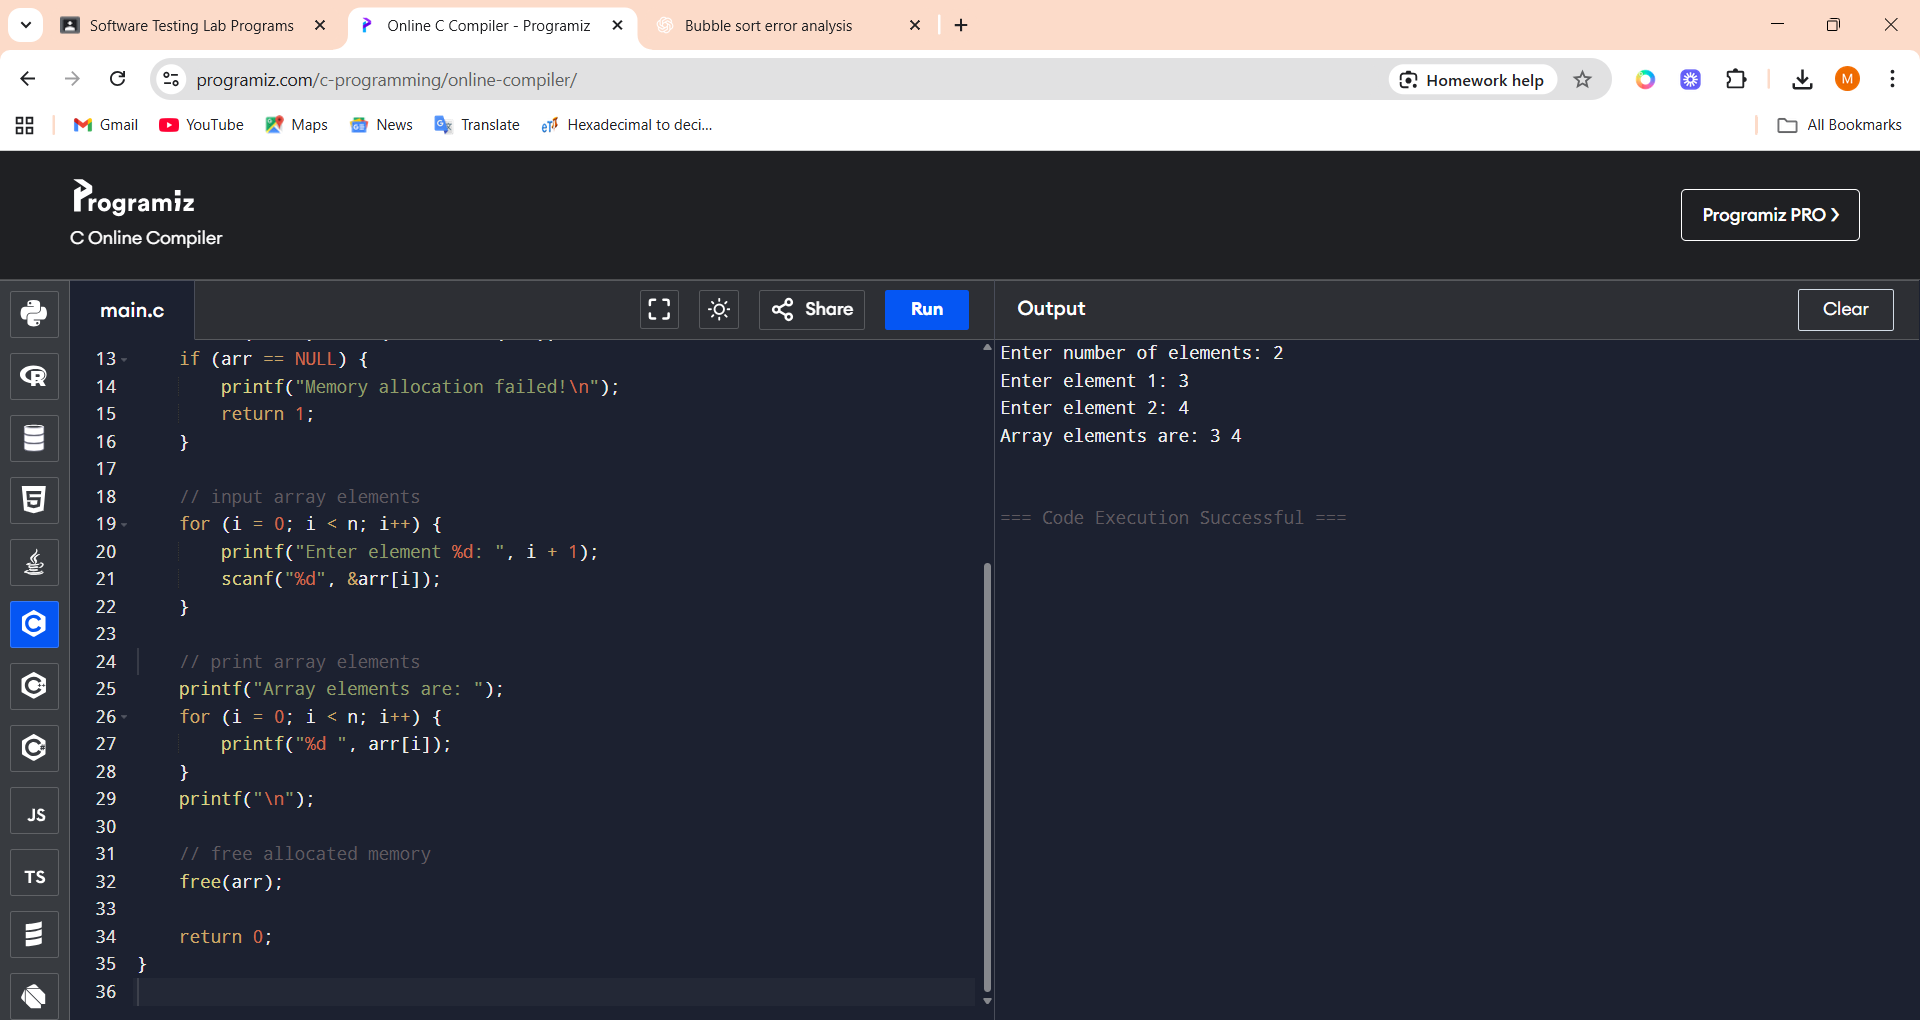 Software Testing Lab Programs
Online C Compiler - Programiz
Bubble sort error analysis
programiz.com/c-programming/online-compiler/
Homework help
M
Gmail
YouTube
Maps
News
Translate
Hexadecimal to deci...
All Bookmarks
Programiz
C Online Compiler
Programiz PRO ❯
main.c
Share
Run
Output
Clear
13 if (arr == NULL) {
14 printf("Memory allocation failed!\n");
15 return 1;
16 }
17
18 // input array elements
19 for (i = 0; i < n; i++) {
20 printf("Enter element %d: ", i + 1);
21 scanf("%d", &arr[i]);
22 }
23
24 // print array elements
25 printf("Array elements are: ");
26 for (i = 0; i < n; i++) {
27 printf("%d ", arr[i]);
28 }
29 printf("\n");
30
31 // free allocated memory
32 free(arr);
33
34 return 0;
35 }
36
Enter number of elements: 2
Enter element 1: 3
Enter element 2: 4
Array elements are: 3 4
=== Code Execution Successful ===
JS
TS